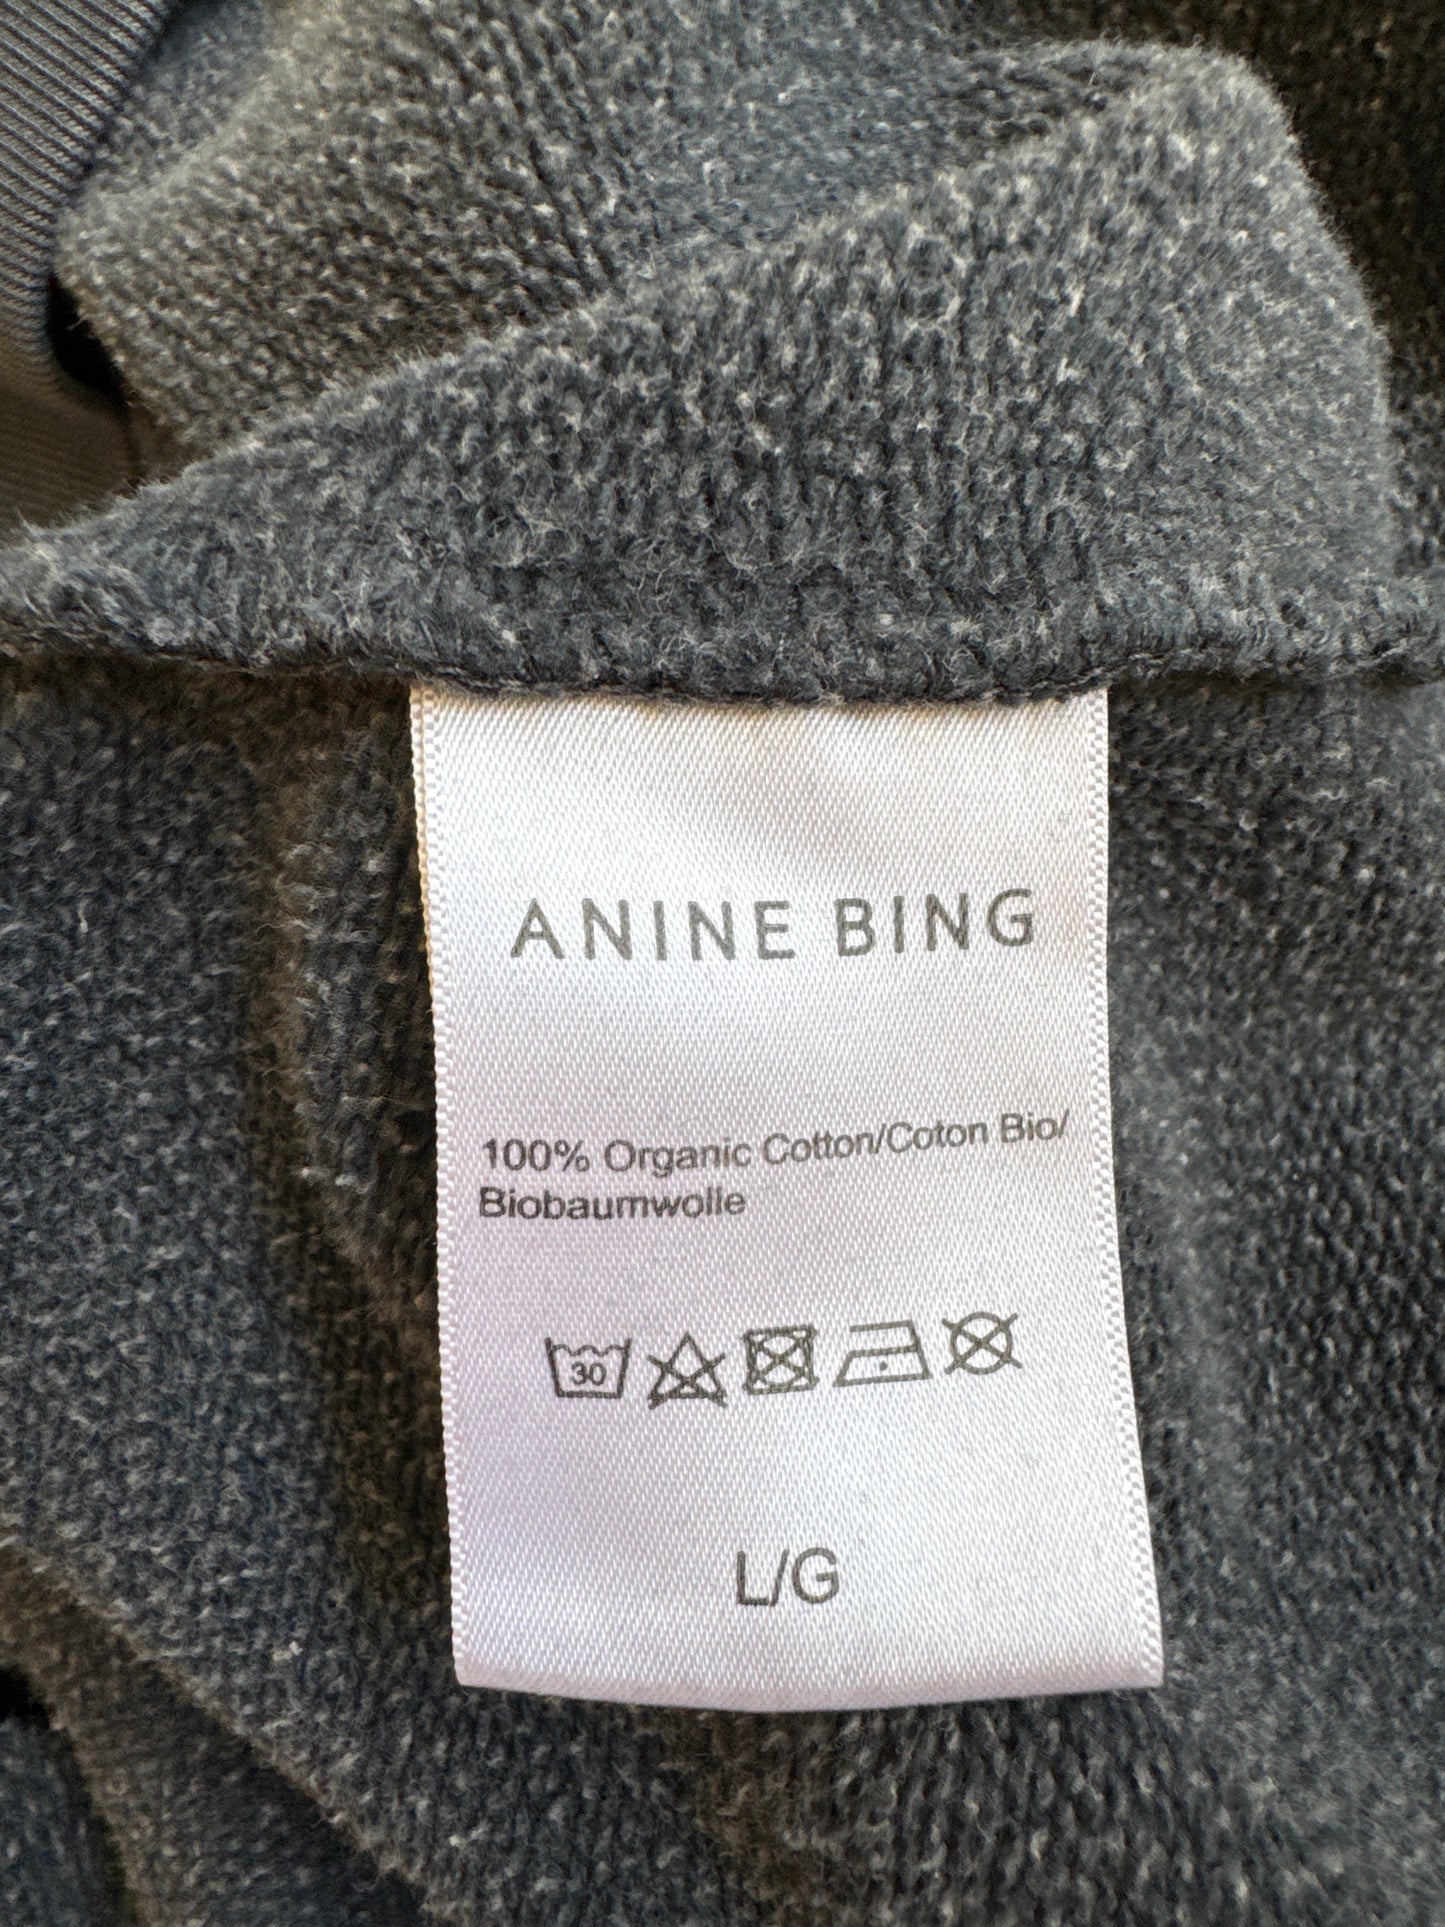 ANINE BING
100% Organic Cotton/Coton Bio/
Biobaumwolle
30
L/G